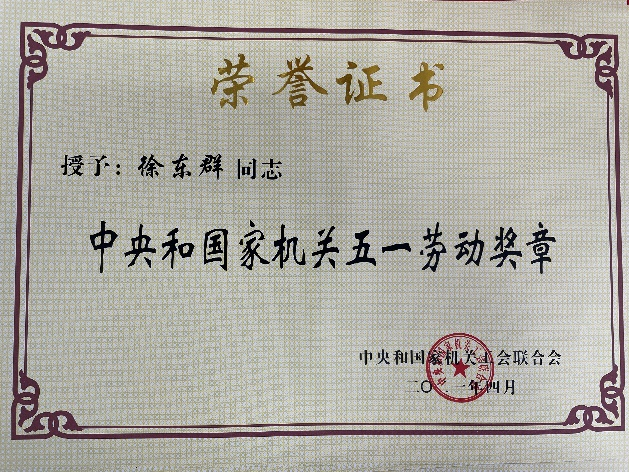 荣誉证书
授予：徐东群 同志
中央和国家机关五一劳动奖章
中央和国家机关工会联合会
二〇二一年四月